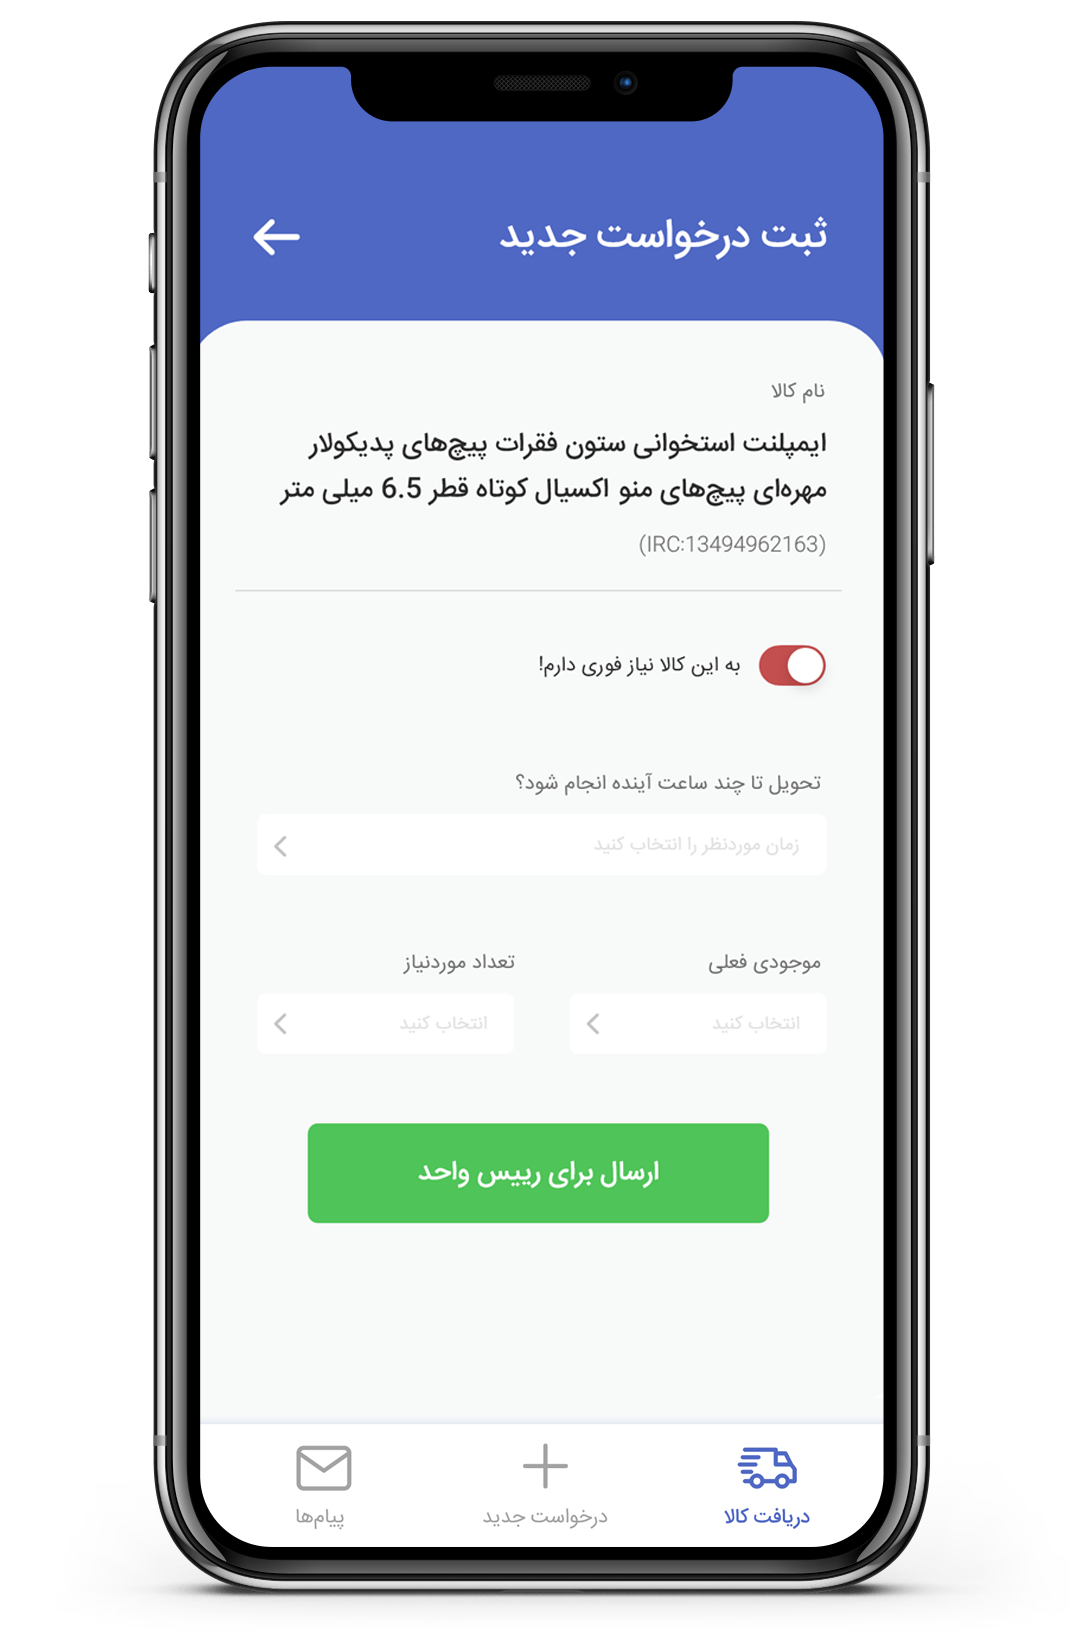 ثبت درخواست جدید
نام کالا
ایمپلنت استخوانی ستون فقرات پیچ‌های پدیکولار
مهره‌ای پیچ‌های منو اکسیال کوتاه قطر 6.5 میلی متر
(IRC:13494962163)
به این کالا نیاز فوری دارم!
تحویل تا چند ساعت آینده انجام شود؟
زمان موردنظر را انتخاب کنید
موجودی فعلی
تعداد موردنیاز
انتخاب کنید
انتخاب کنید
ارسال برای رییس واحد
دریافت کالا
درخواست جدید
پیام‌ها